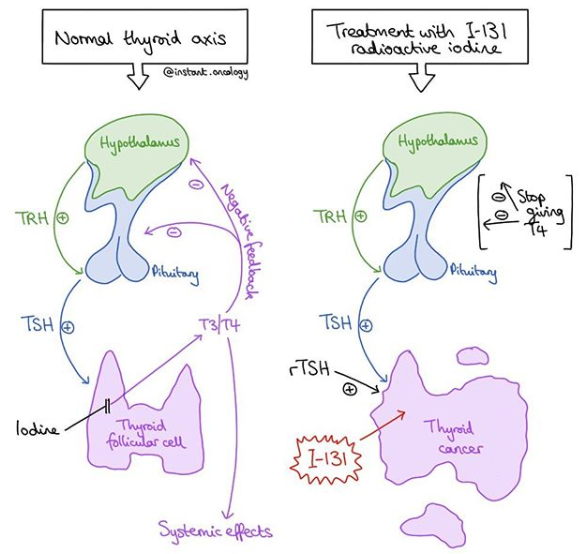 Normal thyroid axis
@instant.oncology
Hypothalamus
TRH +
Pituitary
TSH +
Negative feedback
-
-
T3/T4
Iodine
Thyroid
follicular cell
Systemic effects
Treatment with I-131
radioactive iodine
Hypothalamus
TRH +
Pituitary
- Stop
- giving
T4
TSH +
rTSH
+
I-131
Thyroid
cancer